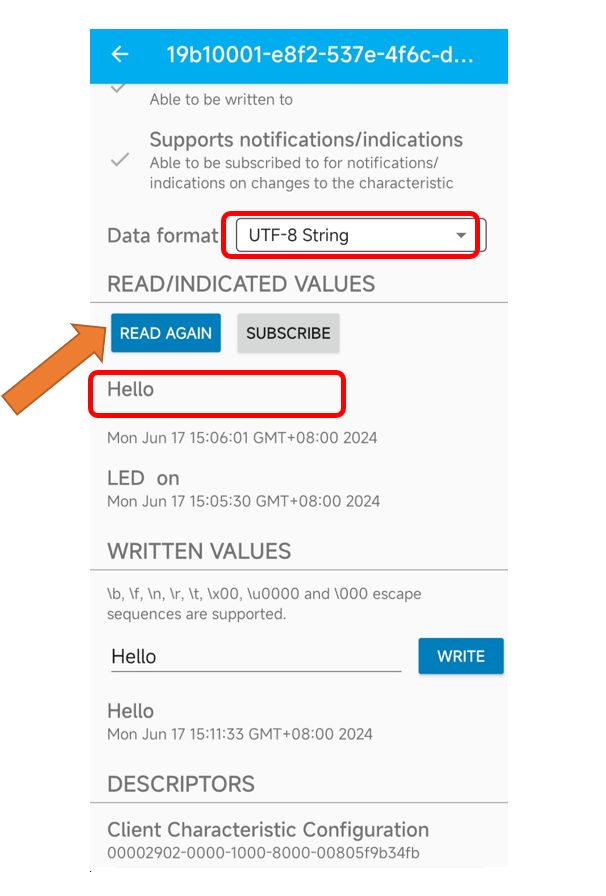 19b10001-e8f2-537e-4f6c-d...
Able to be written to
Supports notifications/indications
Able to be subscribed to for notifications/
indications on changes to the characteristic
Data format UTF-8 String
READ/INDICATED VALUES
READ AGAIN SUBSCRIBE
Hello
Mon Jun 17 15:06:01 GMT+08:00 2024
LED  on
Mon Jun 17 15:05:30 GMT+08:00 2024
WRITTEN VALUES
\b, \f, \n, \r, \t, \x00, \u0000 and \000 escape
sequences are supported.
Hello WRITE
Hello
Mon Jun 17 15:11:33 GMT+08:00 2024
DESCRIPTORS
Client Characteristic Configuration
00002902-0000-1000-8000-00805f9b34fb